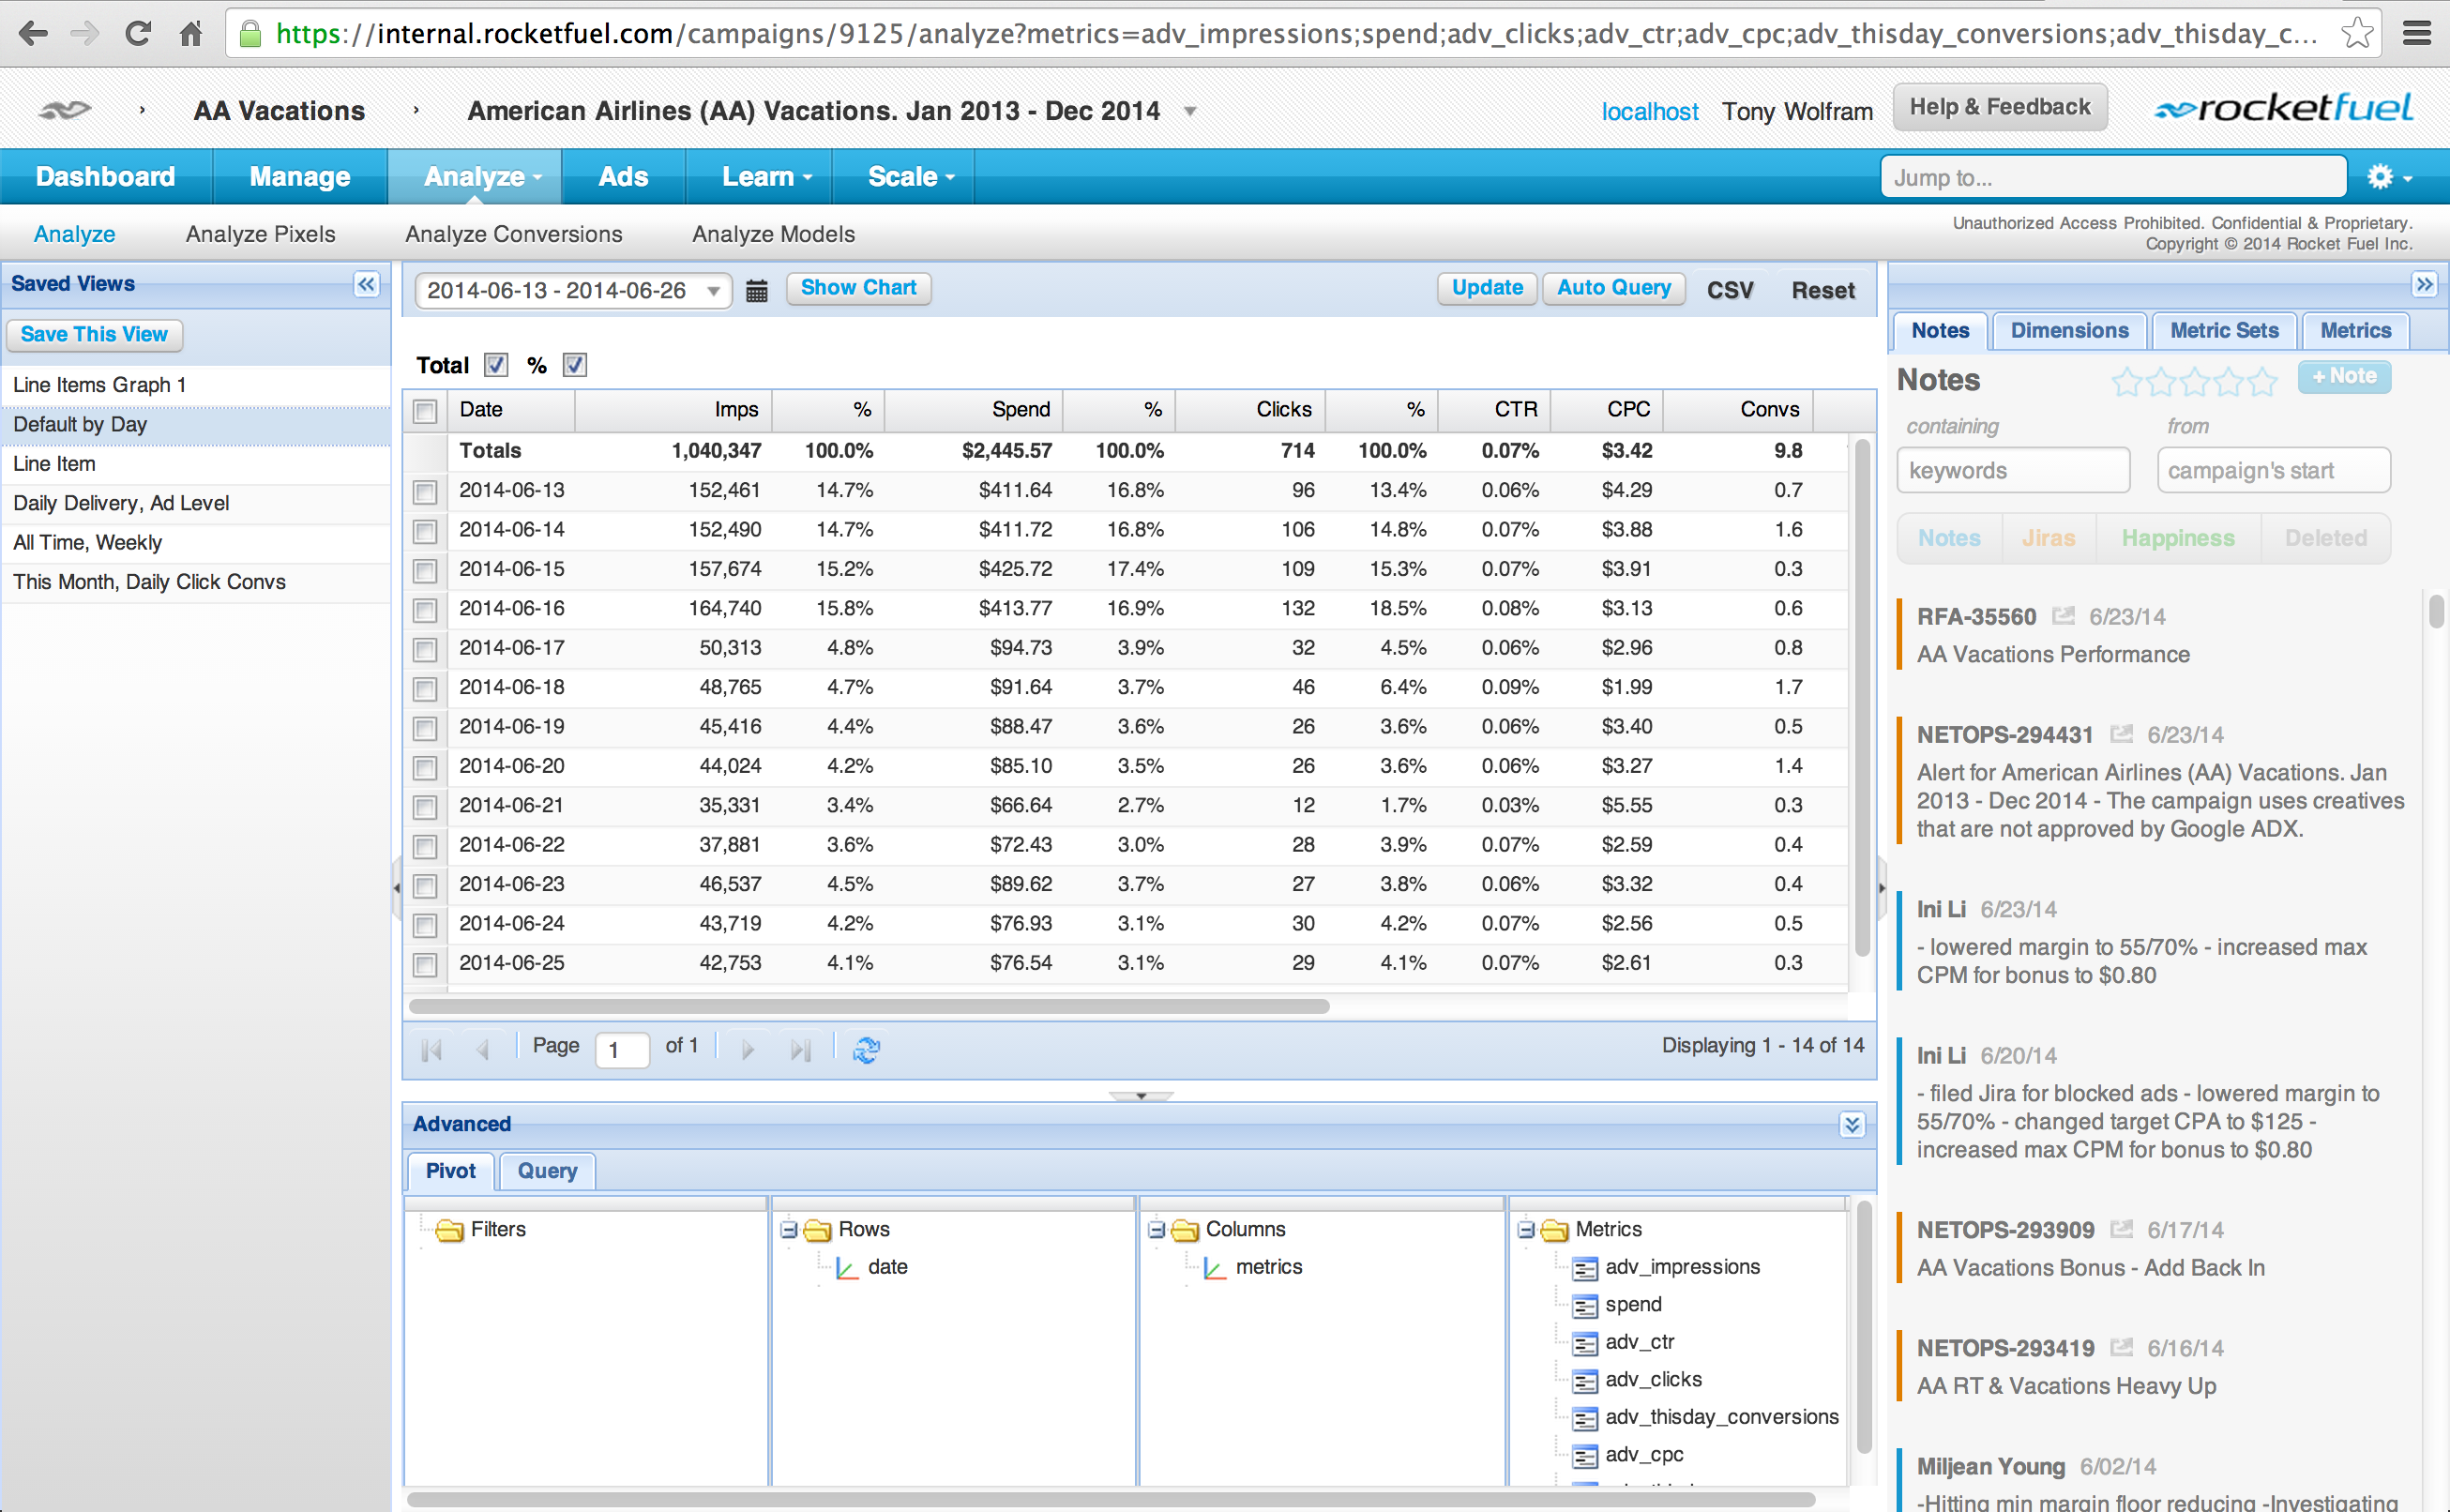 https://internal.rocketfuel.com/campaigns/9125/analyze?metrics=adv_impressions;spend;adv_clicks;adv_ctr;adv_cpc;adv_thisday_conversions;adv_thisday_c...
AA Vacations American Airlines (AA) Vacations. Jan 2013 - Dec 2014 localhost Tony Wolfram Help & Feedback rocketfuel
Dashboard Manage Analyze Ads Learn Scale Jump to...
Analyze Analyze Pixels Analyze Conversions Analyze Models
Unauthorized Access Prohibited. Confidential & Proprietary.
Copyright © 2014 Rocket Fuel Inc.
Saved Views
Save This View
Line Items Graph 1
Default by Day
Line Item
Daily Delivery, Ad Level
All Time, Weekly
This Month, Daily Click Convs
2014-06-13 - 2014-06-26 Show Chart Update Auto Query CSV Reset
Total %
Date Imps % Spend % Clicks % CTR CPC Convs
Totals 1,040,347 100.0% $2,445.57 100.0% 714 100.0% 0.07% $3.42 9.8
2014-06-13 152,461 14.7% $411.64 16.8% 96 13.4% 0.06% $4.29 0.7
2014-06-14 152,490 14.7% $411.72 16.8% 106 14.8% 0.07% $3.88 1.6
2014-06-15 157,674 15.2% $425.72 17.4% 109 15.3% 0.07% $3.91 0.3
2014-06-16 164,740 15.8% $413.77 16.9% 132 18.5% 0.08% $3.13 0.6
2014-06-17 50,313 4.8% $94.73 3.9% 32 4.5% 0.06% $2.96 0.8
2014-06-18 48,765 4.7% $91.64 3.7% 46 6.4% 0.09% $1.99 1.7
2014-06-19 45,416 4.4% $88.47 3.6% 26 3.6% 0.06% $3.40 0.5
2014-06-20 44,024 4.2% $85.10 3.5% 26 3.6% 0.06% $3.27 1.4
2014-06-21 35,331 3.4% $66.64 2.7% 12 1.7% 0.03% $5.55 0.3
2014-06-22 37,881 3.6% $72.43 3.0% 28 3.9% 0.07% $2.59 0.4
2014-06-23 46,537 4.5% $89.62 3.7% 27 3.8% 0.06% $3.32 0.4
2014-06-24 43,719 4.2% $76.93 3.1% 30 4.2% 0.07% $2.56 0.5
2014-06-25 42,753 4.1% $76.54 3.1% 29 4.1% 0.07% $2.61 0.3
Page 1 of 1 Displaying 1 - 14 of 14
Advanced
Pivot Query
Filters
Rows
date
Columns
metrics
Metrics
adv_impressions
spend
adv_ctr
adv_clicks
adv_thisday_conversions
adv_cpc
Notes Dimensions Metric Sets Metrics
Notes + Note
containing from
keywords campaign's start
Notes Jiras Happiness Deleted
RFA-35560 6/23/14
AA Vacations Performance
NETOPS-294431 6/23/14
Alert for American Airlines (AA) Vacations. Jan
2013 - Dec 2014 - The campaign uses creatives
that are not approved by Google ADX.
Ini Li 6/23/14
- lowered margin to 55/70% - increased max
CPM for bonus to $0.80
Ini Li 6/20/14
- filed Jira for blocked ads - lowered margin to
55/70% - changed target CPA to $125 -
increased max CPM for bonus to $0.80
NETOPS-293909 6/17/14
AA Vacations Bonus - Add Back In
NETOPS-293419 6/16/14
AA RT & Vacations Heavy Up
Miljean Young 6/02/14
-Hitting min margin floor reducing -Investigating